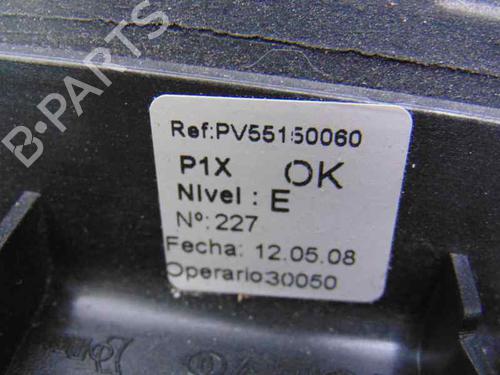 B-PARTS
Ref:PV55150060
P1X OK
Nivel : E
Nº: 227
Fecha: 12.05.08
Operario30050